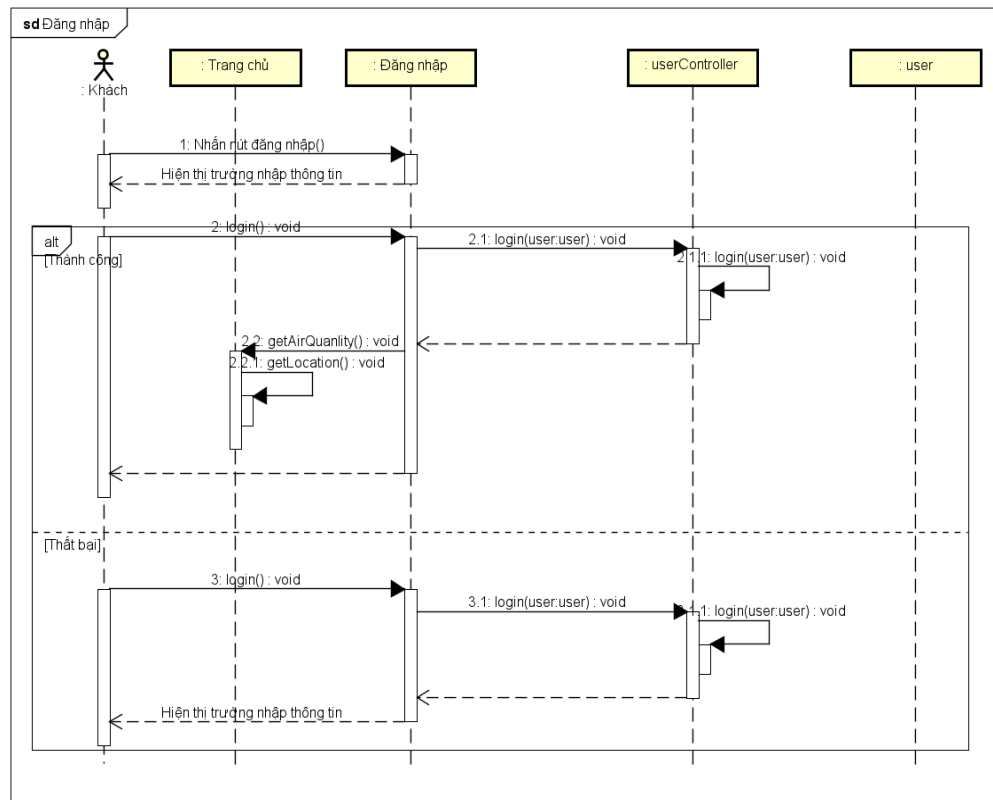 sd Đăng nhập
: Khách
: Trang chủ
: Đăng nhập
: userController
: user
1: Nhấn nút đăng nhập()
Hiện thị trường nhập thông tin
alt
[Thành công]
2: login() : void
2.1: login(user:user) : void
2.1.1: login(user:user) : void
2.2: getAirQuanlity() : void
2.2.1: getLocation() : void
[Thất bại]
3: login() : void
3.1: login(user:user) : void
3.1.1: login(user:user) : void
Hiện thị trường nhập thông tin